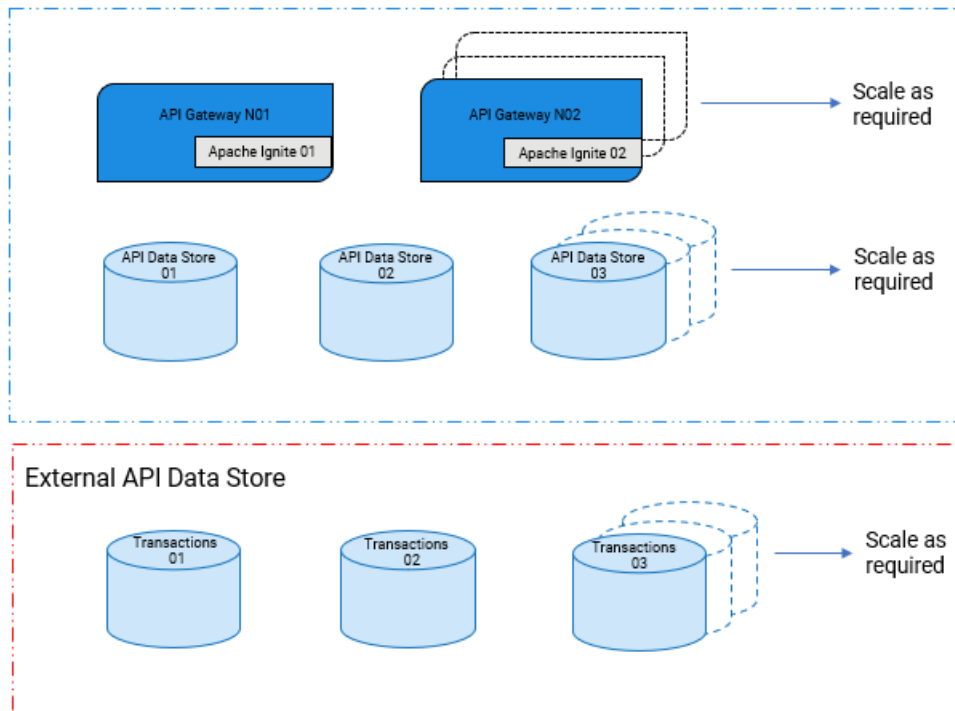 API Gateway N01
Apache Ignite 01
API Gateway N02
Apache Ignite 02
Scale as
required
API Data Store
01
API Data Store
02
API Data Store
03
Scale as
required
External API Data Store
Transactions
01
Transactions
02
Transactions
03
Scale as
required